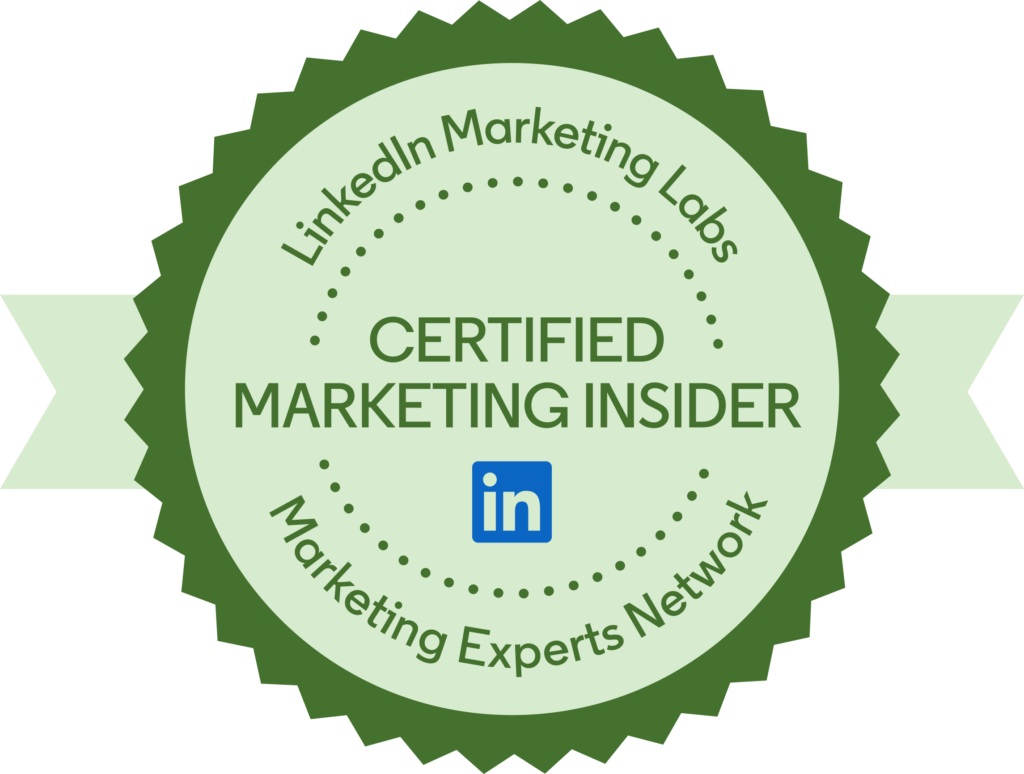 LinkedIn Marketing Labs
CERTIFIED
MARKETING INSIDER
in
Marketing Experts Network